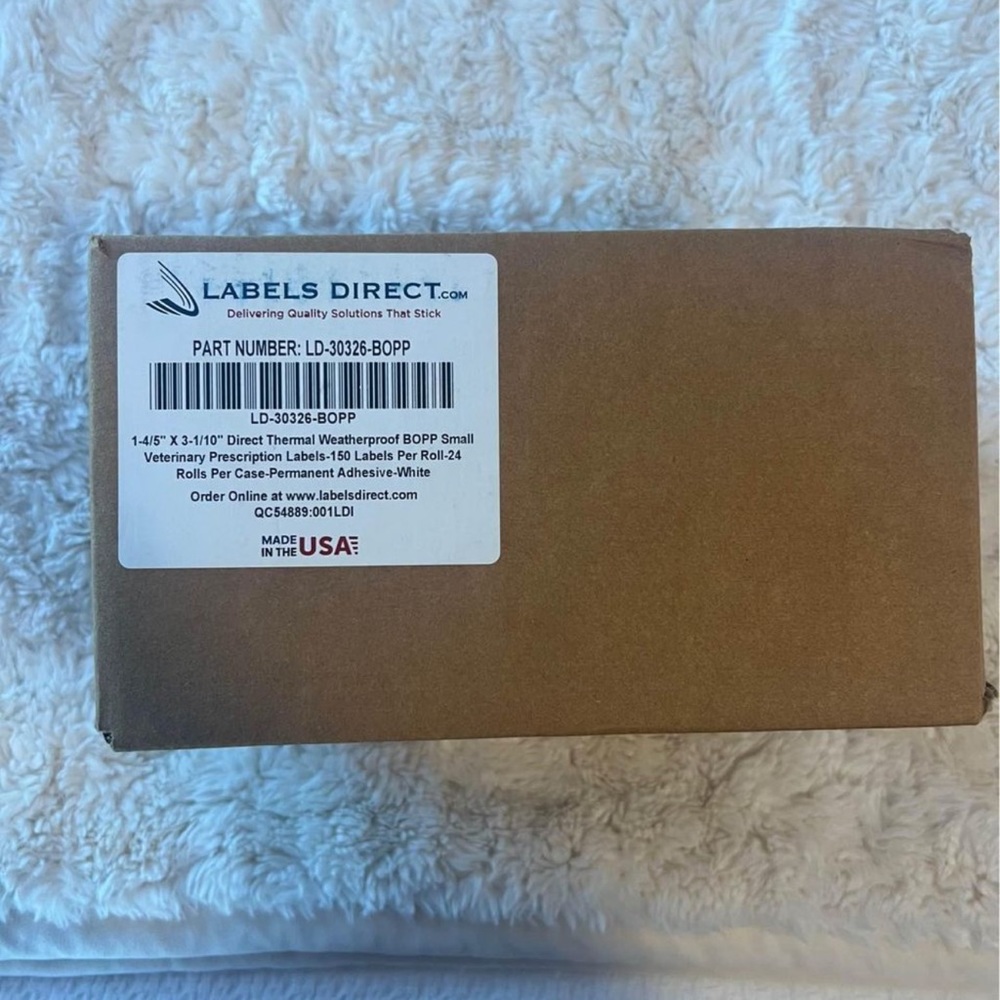 LABELS DIRECT.COM
Delivering Quality Solutions That Stick
PART NUMBER: LD-30326-BOPP
LD-30326-BOPP
1-4/5" X 3-1/10" Direct Thermal Weatherproof BOPP Small
Veterinary Prescription Labels-150 Labels Per Roll-24
Rolls Per Case-Permanent Adhesive-White
Order Online at www.labelsdirect.com
QC54889:001LDI
MADE
IN THE USA